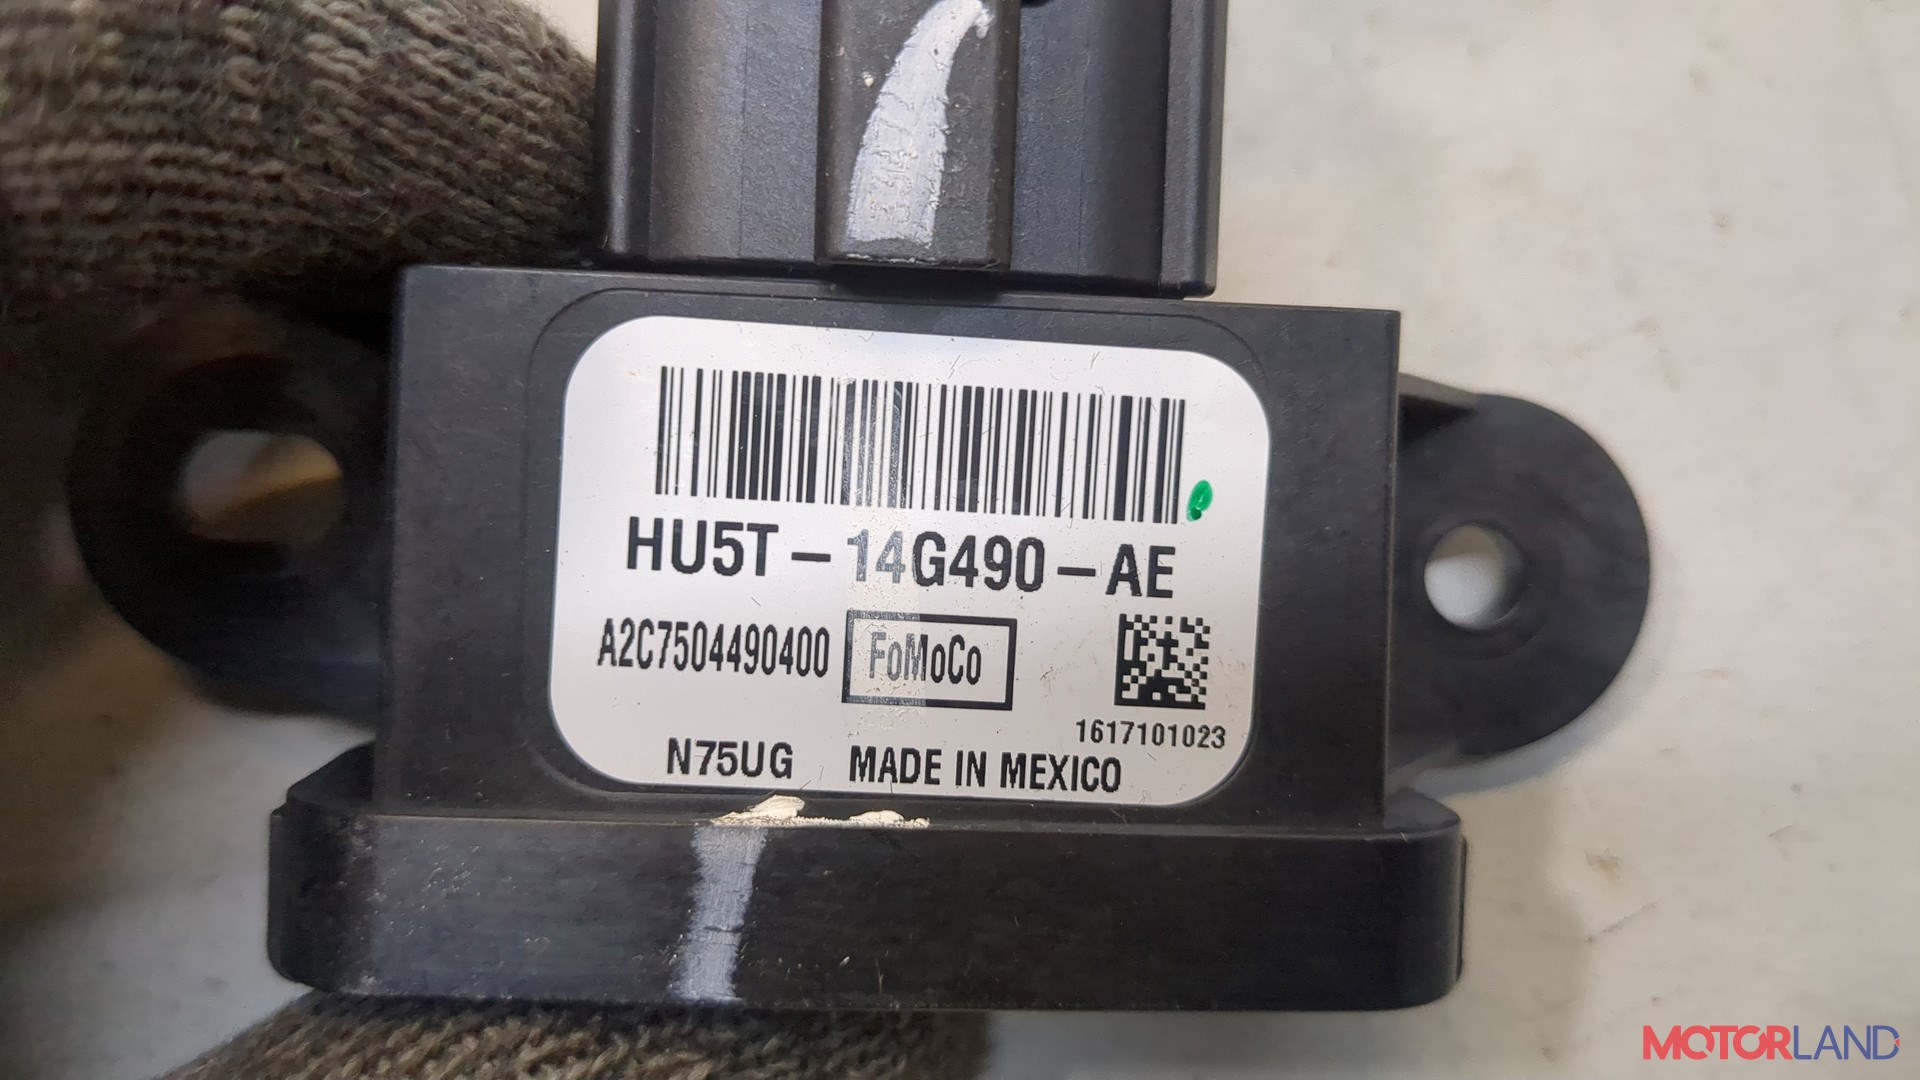 HU5T-14G490-AE
A2C7504490400 FoMoCo
1617101023
N75UG MADE IN MEXICO
MOTORLAND